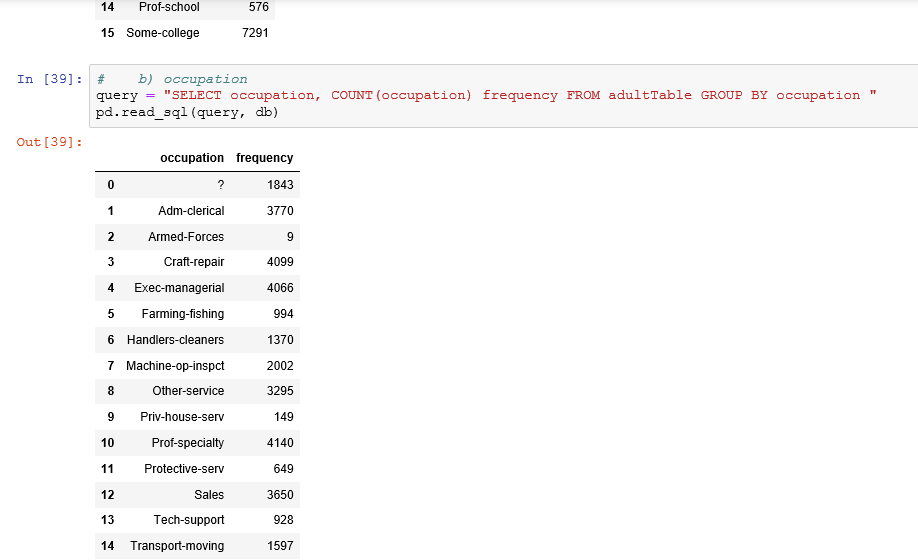 14 Prof-school 576
15 Some-college 7291
In [39]: #    b) occupation
query = "SELECT occupation, COUNT(occupation) frequency FROM adultTable GROUP BY occupation "
pd.read_sql(query, db)
Out[39]:
occupation frequency
0 ? 1843
1 Adm-clerical 3770
2 Armed-Forces 9
3 Craft-repair 4099
4 Exec-managerial 4066
5 Farming-fishing 994
6 Handlers-cleaners 1370
7 Machine-op-inspct 2002
8 Other-service 3295
9 Priv-house-serv 149
10 Prof-specialty 4140
11 Protective-serv 649
12 Sales 3650
13 Tech-support 928
14 Transport-moving 1597